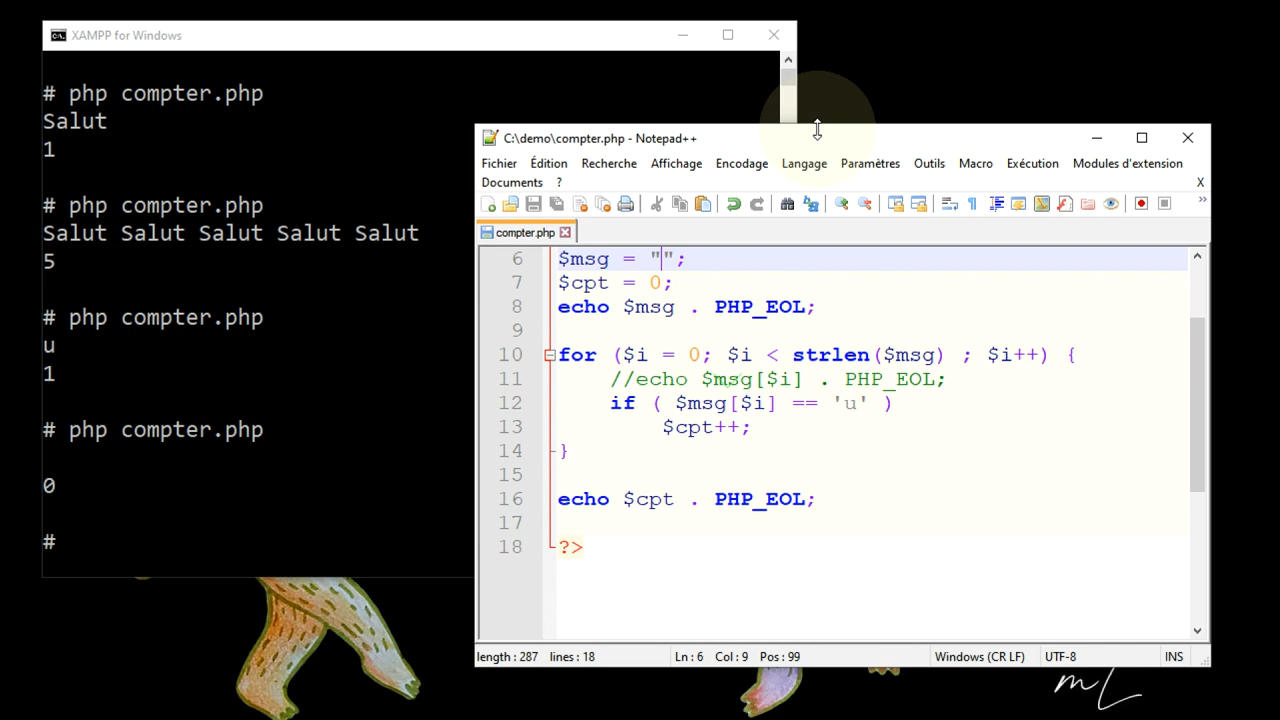 XAMPP for Windows
# php compter.php
Salut
1
# php compter.php
Salut Salut Salut Salut Salut
5
# php compter.php
u
1
# php compter.php
0
#
C:\demo\compter.php - Notepad++
Fichier Édition Recherche Affichage Encodage Langage Paramètres Outils Macro Exécution Modules d'extension
Documents ? X
compter.php
6 $msg = "";
7 $cpt = 0;
8 echo $msg . PHP_EOL;
9
10 for ($i = 0; $i < strlen($msg) ; $i++) {
11 //echo $msg[$i] . PHP_EOL;
12 if ( $msg[$i] == 'u' )
13 $cpt++;
14 }
15
16 echo $cpt . PHP_EOL;
17
18 ?>
length : 287 lines : 18 Ln : 6 Col : 9 Pos : 99 Windows (CR LF) UTF-8 INS